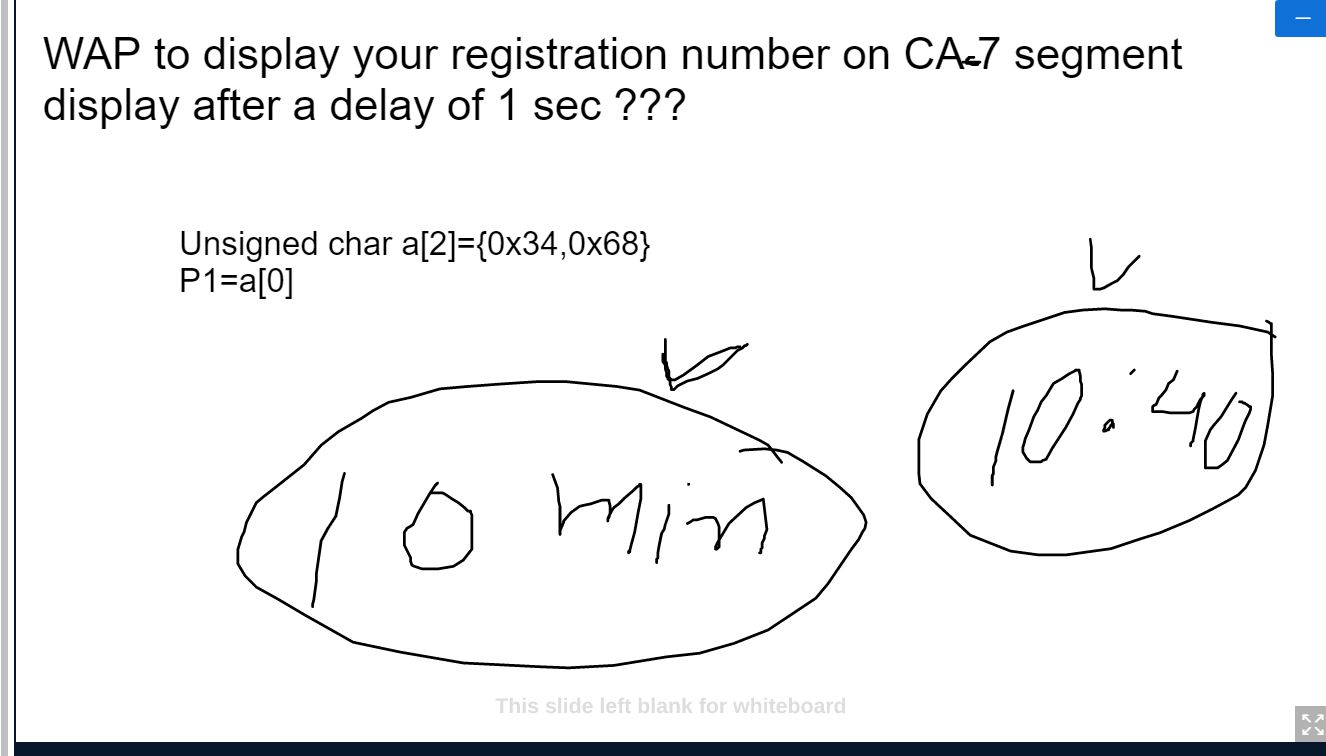 WAP to display your registration number on CA-7 segment
display after a delay of 1 sec ???
Unsigned char a[2]={0x34,0x68}
P1=a[0]
10:40
10 min
This slide left blank for whiteboard